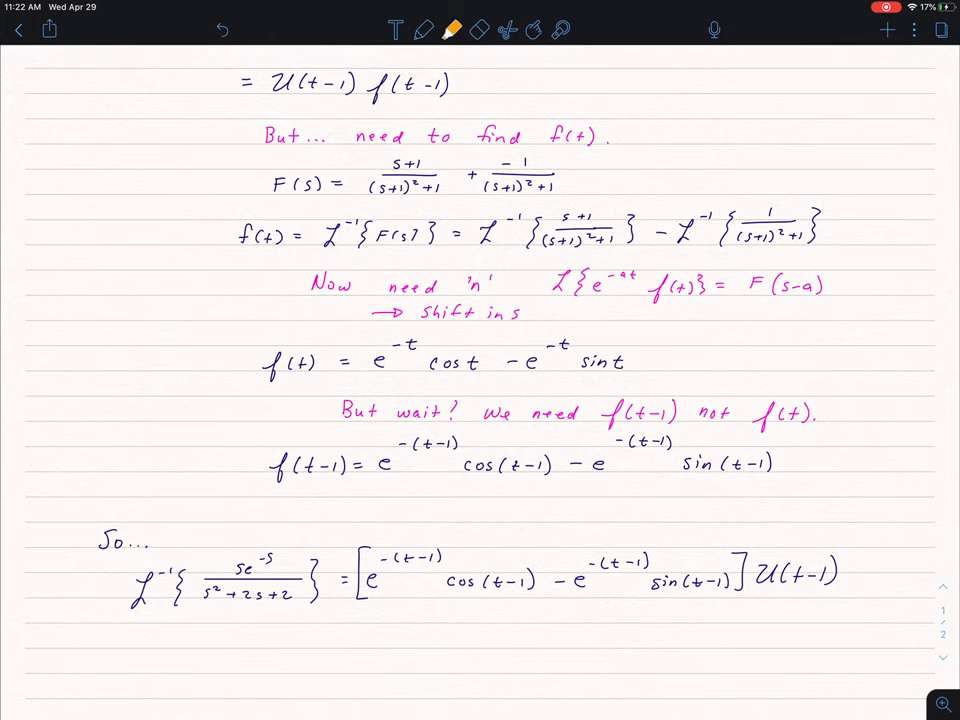 11:22 AM Wed Apr 29
17%
= U(t-1) f(t-1)
But... need to find f(t).
F(s) = (s+1)/((s+1)²+1) + -1/((s+1)²+1)
f(t) = ℒ⁻¹{F(s)} = ℒ⁻¹{(s+1)/((s+1)²+1)} - ℒ⁻¹{1/((s+1)²+1)}
Now need 'n' ℒ{e^(-at) f(t)} = F(s-a)
→ shift in s
f(t) = e^(-t) cos t - e^(-t) sin t
But wait? We need f(t-1) not f(t).
f(t-1) = e^(-(t-1)) cos(t-1) - e^(-(t-1)) sin(t-1)
So...
ℒ⁻¹{se^(-s)/(s²+2s+2)} = [e^(-(t-1)) cos(t-1) - e^(-(t-1)) sin(t-1)] U(t-1)
1
/
2